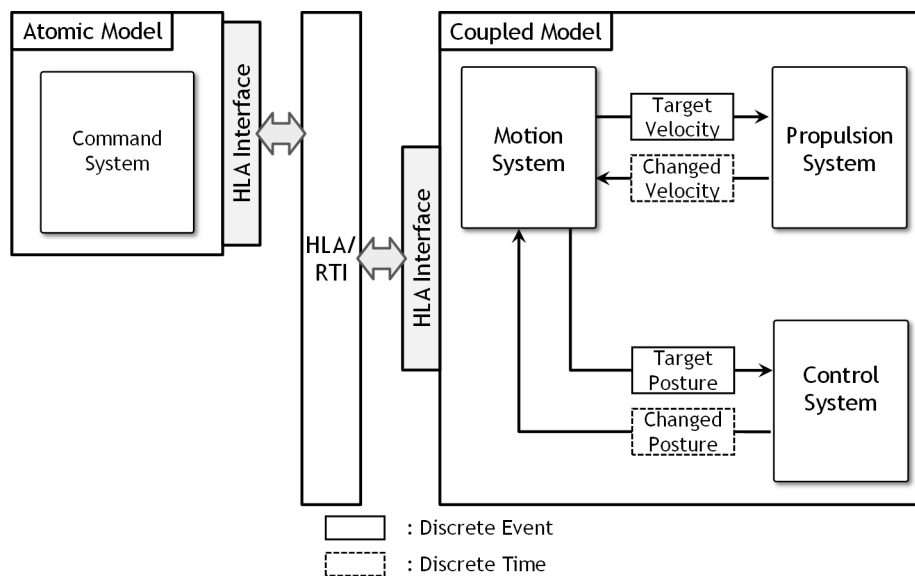 Atomic Model
Command
System
HLA Interface
HLA/
RTI
HLA Interface
Coupled Model
Motion
System
Target
Velocity
Changed
Velocity
Propulsion
System
Target
Posture
Changed
Posture
Control
System
: Discrete Event
: Discrete Time